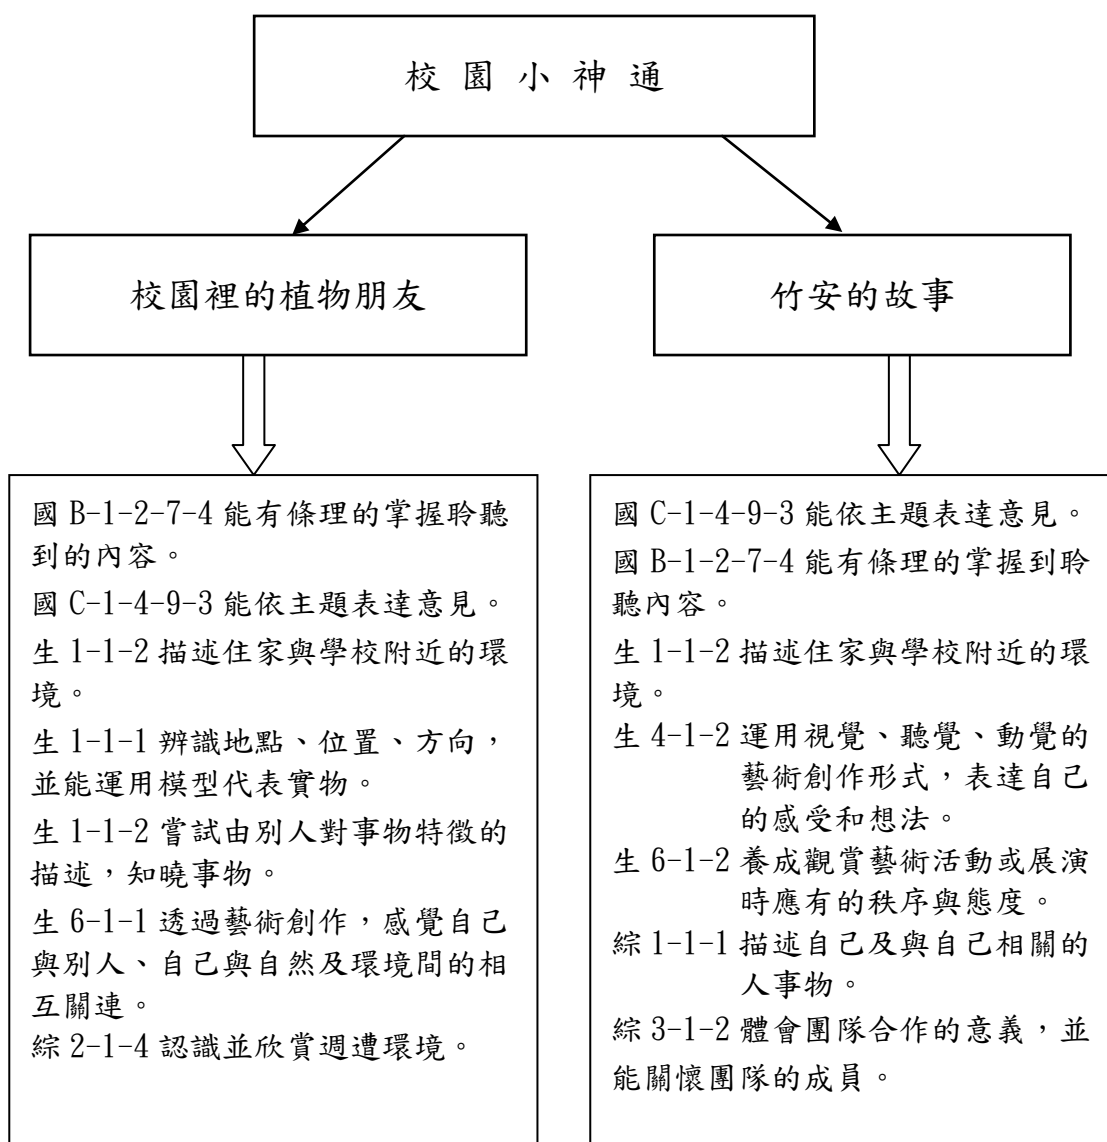 校園小神通
校園裡的植物朋友
竹安的故事
國 B-1-2-7-4 能有條理的掌握聆聽
到的內容。
國 C-1-4-9-3 能依主題表達意見。
生 1-1-2 描述住家與學校附近的環
境。
生 1-1-1 辨識地點、位置、方向，
並能運用模型代表實物。
生 1-1-2 嘗試由別人對事物特徵的
描述，知曉事物。
生 6-1-1 透過藝術創作，感覺自己
與別人、自己與自然及環境間的相
互關連。
綜 2-1-4 認識並欣賞週遭環境。
國 C-1-4-9-3 能依主題表達意見。
國 B-1-2-7-4 能有條理的掌握到聆
聽內容。
生 1-1-2 描述住家與學校附近的環
境。
生 4-1-2 運用視覺、聽覺、動覺的
藝術創作形式，表達自己
的感受和想法。
生 6-1-2 養成觀賞藝術活動或展演
時應有的秩序與態度。
綜 1-1-1 描述自己及與自己相關的
人事物。
綜 3-1-2 體會團隊合作的意義，並
能關懷團隊的成員。